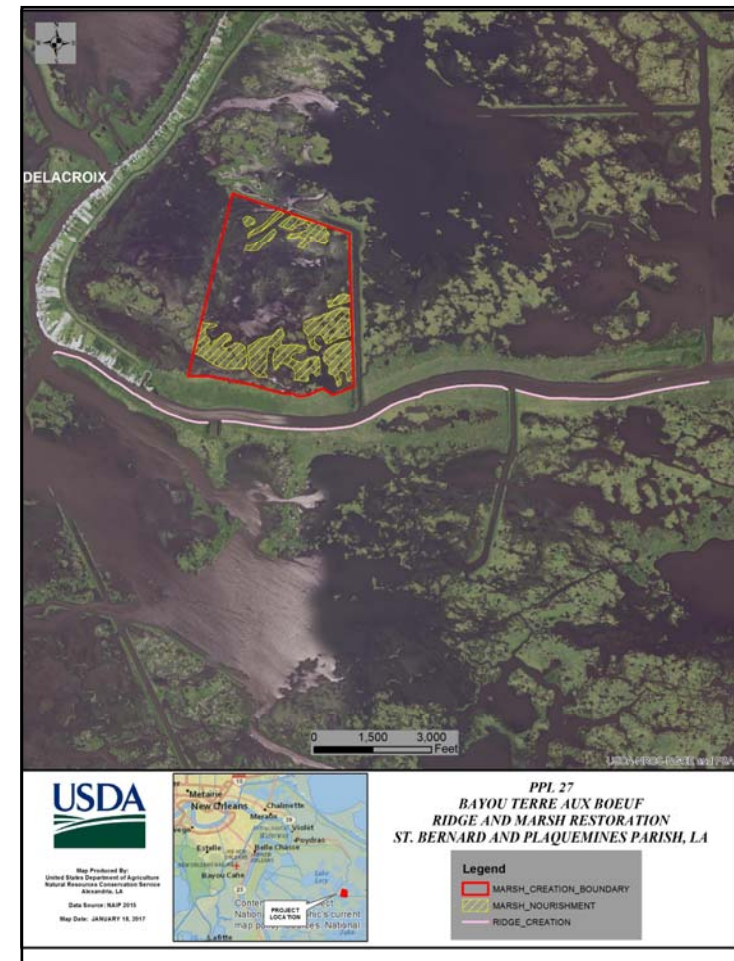 DELACROIX
0 1,500 3,000
Feet
USDA
Map Produced By:
United States Department of Agriculture
Natural Resources Conservation Service
Alexandria, LA
Data Source: NAIP 2015
Map Date: JANUARY 18, 2017
Metairie
New Orleans
Chalmette
Meraux
Violet
Poydras
Estelle
Belle Chasse
Bayou Cane
Lafitte
PROJECT
LOCATION
PPL 27
BAYOU TERRE AUX BOEUF
RIDGE AND MARSH RESTORATION
ST. BERNARD AND PLAQUEMINES PARISH, LA
Legend
MARSH_CREATION_BOUNDARY
MARSH_NOURISHMENT
RIDGE_CREATION